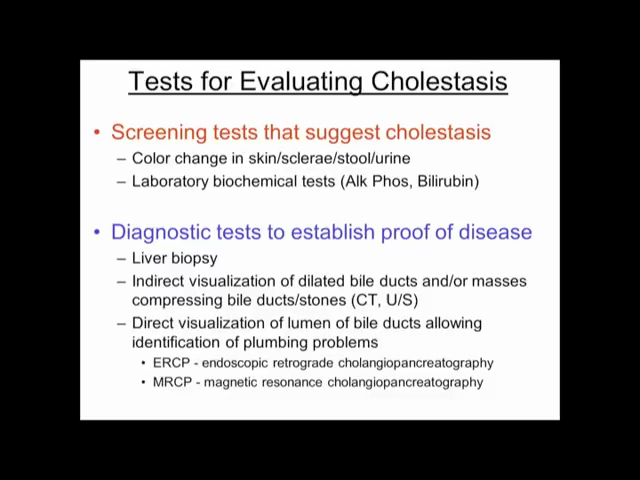 Tests for Evaluating Cholestasis
• Screening tests that suggest cholestasis
– Color change in skin/sclerae/stool/urine
– Laboratory biochemical tests (Alk Phos, Bilirubin)
• Diagnostic tests to establish proof of disease
– Liver biopsy
– Indirect visualization of dilated bile ducts and/or masses
compressing bile ducts/stones (CT, U/S)
– Direct visualization of lumen of bile ducts allowing
identification of plumbing problems
• ERCP - endoscopic retrograde cholangiopancreatography
• MRCP - magnetic resonance cholangiopancreatography